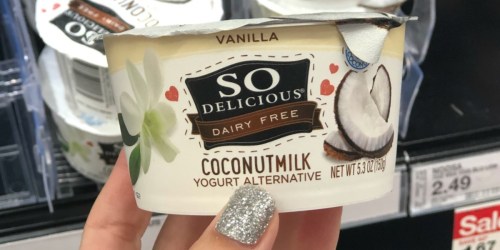 VANILLA
SO
DELICIOUS®
DAIRY FREE
COCONUTMILK
YOGURT ALTERNATIVE
NET WT 5.3 OZ (150g)
2.49
Sale